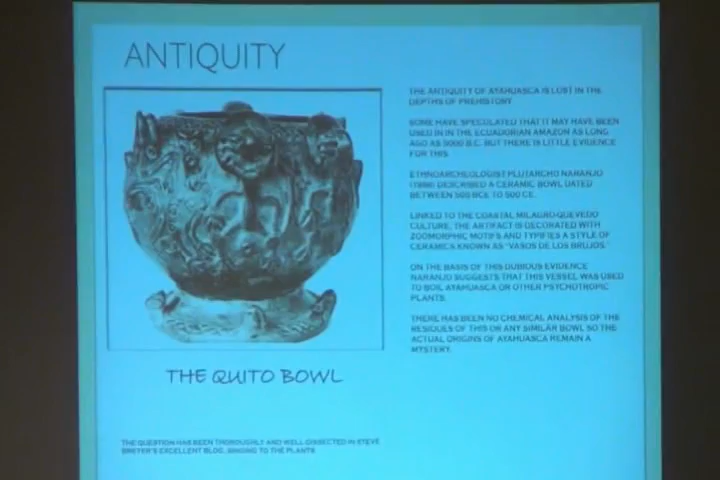 ANTIQUITY
THE ANTIQUITY OF AYAHUASCA IS LOST IN THE
DEPTHS OF PREHISTORY
SOME HAVE SPECULATED THAT IT MAY HAVE BEEN
USED IN IN THE ECUADORIAN AMAZON AS LONG
AGO AS B.C. BUT THERE IS LITTLE EVIDENCE
FOR THIS.
ETHNOARCHEOLOGIST PLUTARCHO NARANJO
DESCRIBED A CERAMIC BOWL DATED
BETWEEN 500 BCE TO 500 CE.
LINKED TO THE COASTAL MILAGRO-QUEVEDO
CULTURE, THE ARTIFACT IS DECORATED WITH
ZOOMORPHIC MOTIFS AND TYPIFIES A STYLE OF
CERAMICS KNOWN AS "VASOS DE LOS BRUJOS."
ON THE BASIS OF THIS DUBIOUS EVIDENCE
NARANJO SUGGESTS THAT THIS VESSEL WAS USED
TO BOIL AYAHUASCA OR OTHER PSYCHOTROPIC
PLANTS.
THERE HAS BEEN NO CHEMICAL ANALYSIS OF THE
RESIDUES OF THIS OR ANY SIMILAR BOWL SO THE
ACTUAL ORIGINS OF AYAHUASCA REMAIN A
MYSTERY.
THE QUITO BOWL
THE QUESTION HAS BEEN THOROUGHLY AND WELL DISSECTED IN STEVE
BREYER'S EXCELLENT BLOG, SINGING TO THE PLANTS